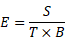 E = S / (T × B)